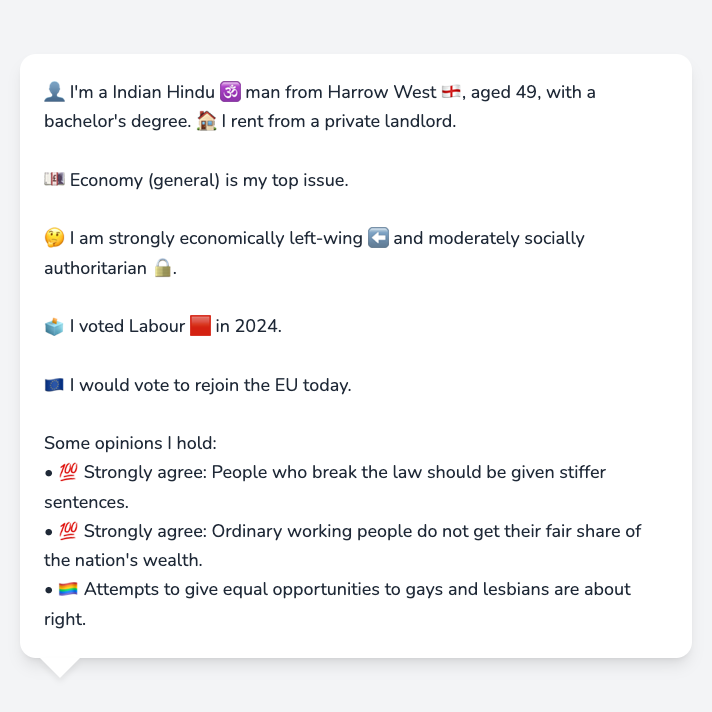 👤 I'm a Indian Hindu 🕉️ man from Harrow West 🏴󠁧󠁢󠁥󠁮󠁧󠁿, aged 49, with a
bachelor's degree. 🏠 I rent from a private landlord.
💷 Economy (general) is my top issue.
🤔 I am strongly economically left-wing ⬅️ and moderately socially
authoritarian 🔒.
🗳️ I voted Labour 🟥 in 2024.
🇪🇺 I would vote to rejoin the EU today.
Some opinions I hold:
• 💯 Strongly agree: People who break the law should be given stiffer
sentences.
• 💯 Strongly agree: Ordinary working people do not get their fair share of
the nation's wealth.
• 🏳️‍🌈 Attempts to give equal opportunities to gays and lesbians are about
right.